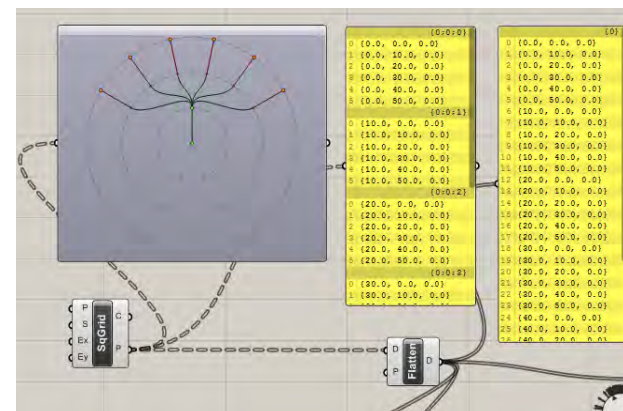 {0;0;0}
0 {0.0, 0.0, 0.0}
1 {0.0, 10.0, 0.0}
2 {0.0, 20.0, 0.0}
3 {0.0, 30.0, 0.0}
4 {0.0, 40.0, 0.0}
5 {0.0, 50.0, 0.0}
{0;0;1}
0 {10.0, 0.0, 0.0}
1 {10.0, 10.0, 0.0}
2 {10.0, 20.0, 0.0}
3 {10.0, 30.0, 0.0}
4 {10.0, 40.0, 0.0}
5 {10.0, 50.0, 0.0}
{0;0;2}
0 {20.0, 0.0, 0.0}
1 {20.0, 10.0, 0.0}
2 {20.0, 20.0, 0.0}
3 {20.0, 30.0, 0.0}
4 {20.0, 40.0, 0.0}
5 {20.0, 50.0, 0.0}
{0;0;3}
0 {30.0, 0.0, 0.0}
1 {30.0, 10.0, 0.0}
{0}
0 {0.0, 0.0, 0.0}
1 {0.0, 10.0, 0.0}
2 {0.0, 20.0, 0.0}
3 {0.0, 30.0, 0.0}
4 {0.0, 40.0, 0.0}
5 {0.0, 50.0, 0.0}
6 {10.0, 0.0, 0.0}
7 {10.0, 10.0, 0.0}
8 {10.0, 20.0, 0.0}
9 {10.0, 30.0, 0.0}
10 {10.0, 40.0, 0.0}
11 {10.0, 50.0, 0.0}
12 {20.0, 0.0, 0.0}
13 {20.0, 10.0, 0.0}
14 {20.0, 20.0, 0.0}
15 {20.0, 30.0, 0.0}
16 {20.0, 40.0, 0.0}
17 {20.0, 50.0, 0.0}
18 {30.0, 0.0, 0.0}
19 {30.0, 10.0, 0.0}
20 {30.0, 20.0, 0.0}
21 {30.0, 30.0, 0.0}
22 {30.0, 40.0, 0.0}
23 {30.0, 50.0, 0.0}
24 {40.0, 0.0, 0.0}
25 {40.0, 10.0, 0.0}
26 {40.0, 20.0, 0.0}
P
S
Ex
Ey
SqGrid
C
P
D
P
Flatten
D